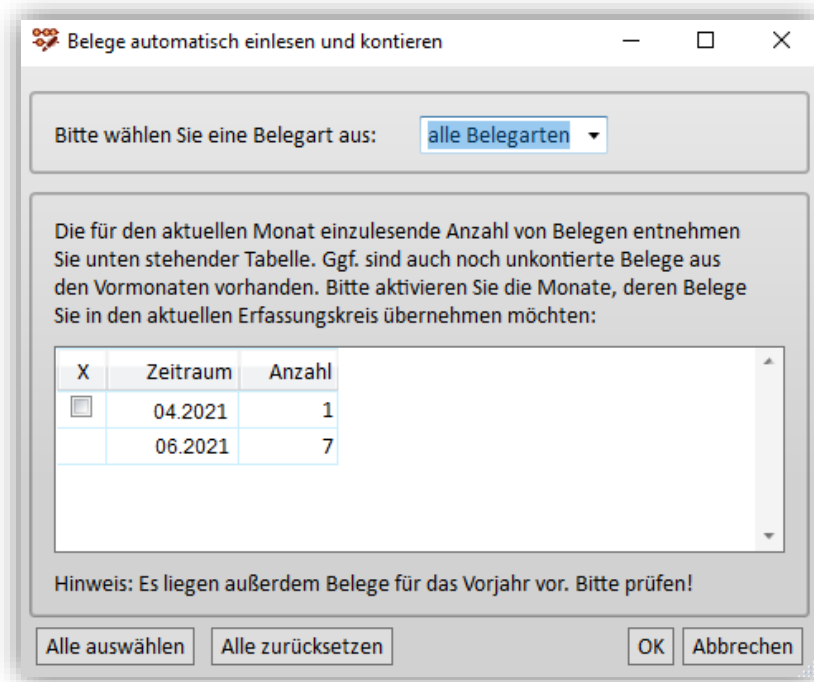 Belege automatisch einlesen und kontieren
Bitte wählen Sie eine Belegart aus: alle Belegarten
Die für den aktuellen Monat einzulesende Anzahl von Belegen entnehmen
Sie unten stehender Tabelle. Ggf. sind auch noch unkontierte Belege aus
den Vormonaten vorhanden. Bitte aktivieren Sie die Monate, deren Belege
Sie in den aktuellen Erfassungskreis übernehmen möchten:
X Zeitraum Anzahl
04.2021 1
06.2021 7
Hinweis: Es liegen außerdem Belege für das Vorjahr vor. Bitte prüfen!
Alle auswählen Alle zurücksetzen OK Abbrechen